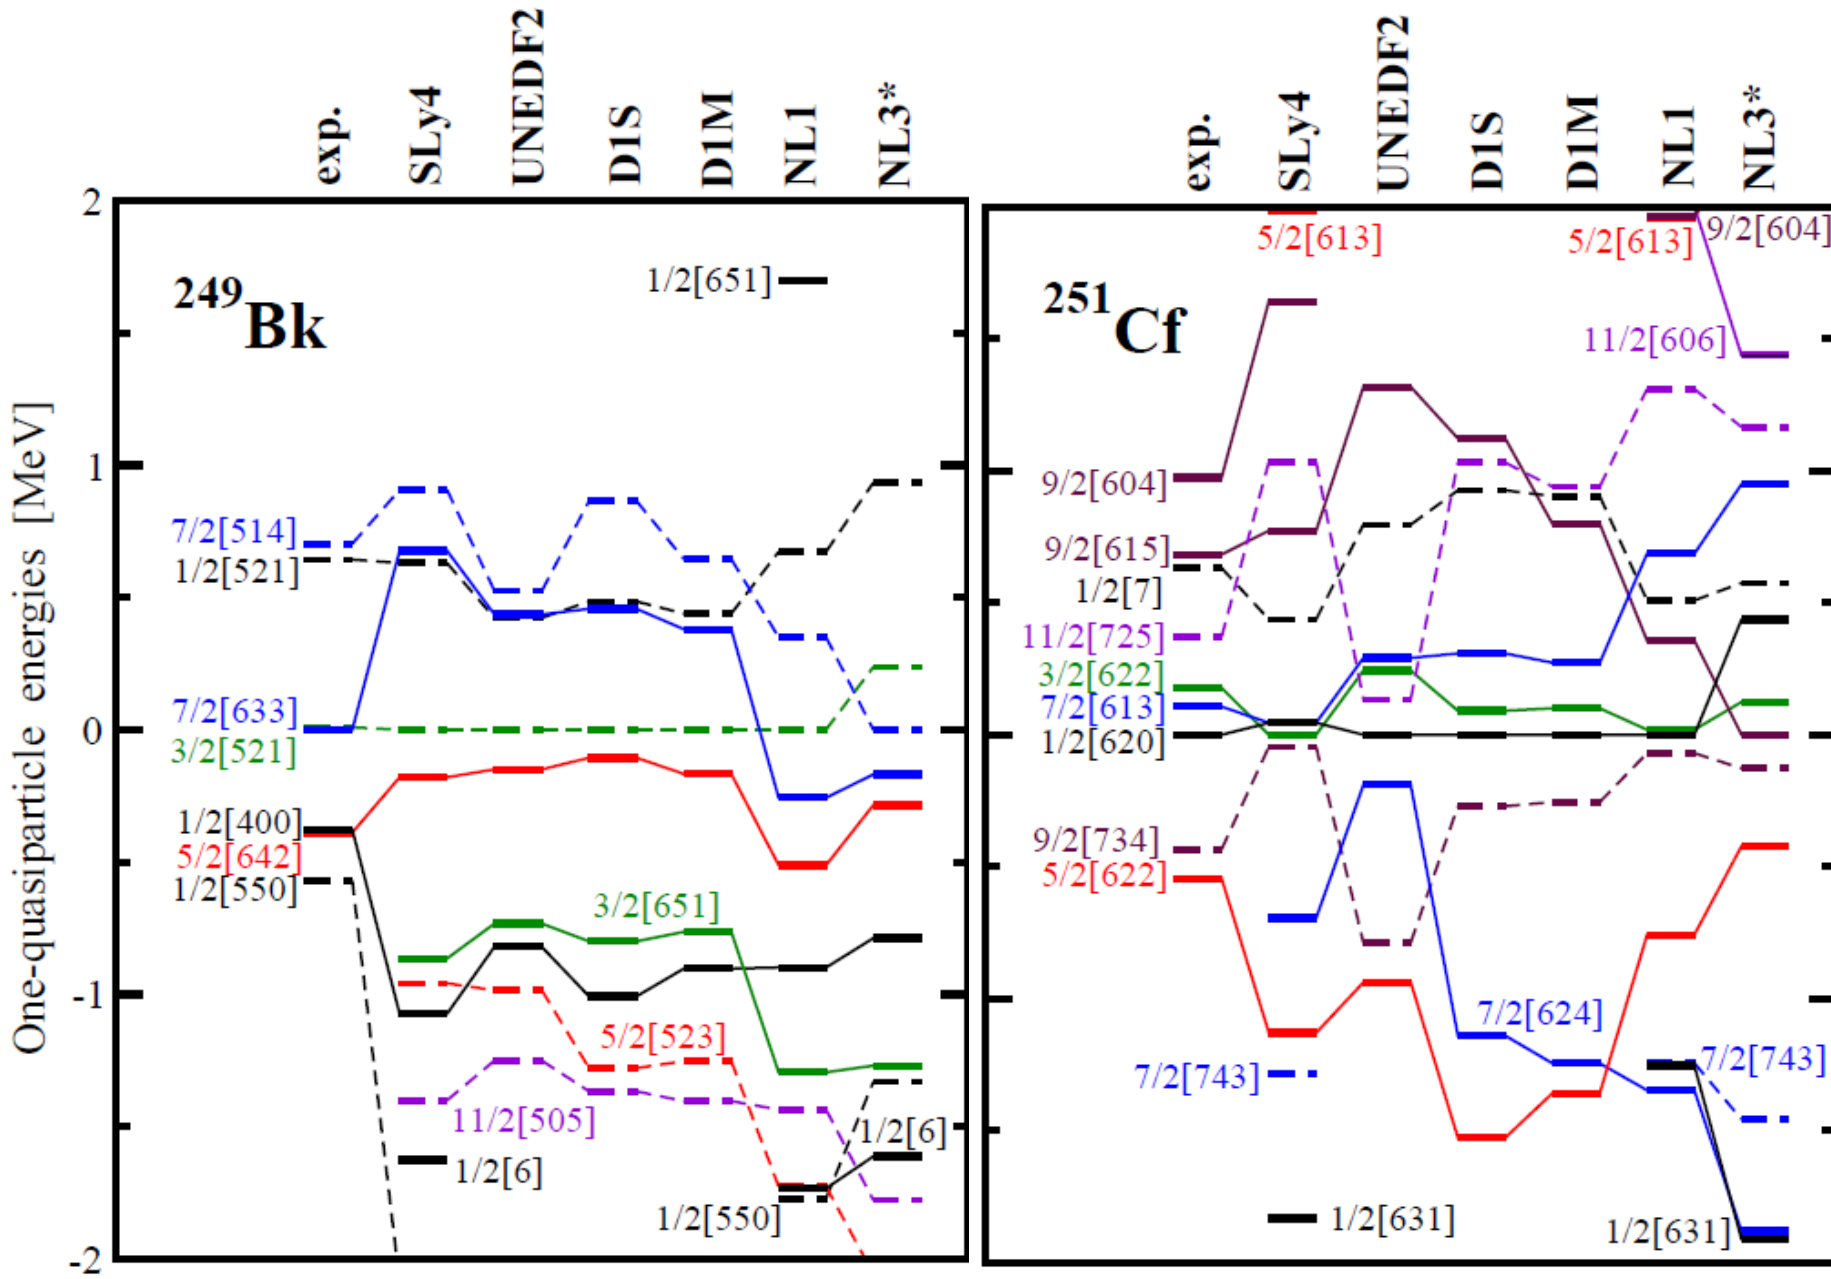 exp.
SLy4
UNEDF2
D1S
D1M
NL1
NL3*
exp.
SLy4
UNEDF2
D1S
D1M
NL1
NL3*
One-quasiparticle energies [MeV]
2
1
0
-1
-2
249Bk
1/2[651]
7/2[514]
1/2[521]
7/2[633]
3/2[521]
1/2[400]
5/2[642]
1/2[550]
3/2[651]
5/2[523]
11/2[505]
1/2[6]
1/2[6]
1/2[550]
251Cf
5/2[613]
5/2[613]
9/2[604]
11/2[606]
9/2[604]
9/2[615]
1/2[7]
11/2[725]
3/2[622]
7/2[613]
1/2[620]
9/2[734]
5/2[622]
7/2[624]
7/2[743]
7/2[743]
1/2[631]
1/2[631]